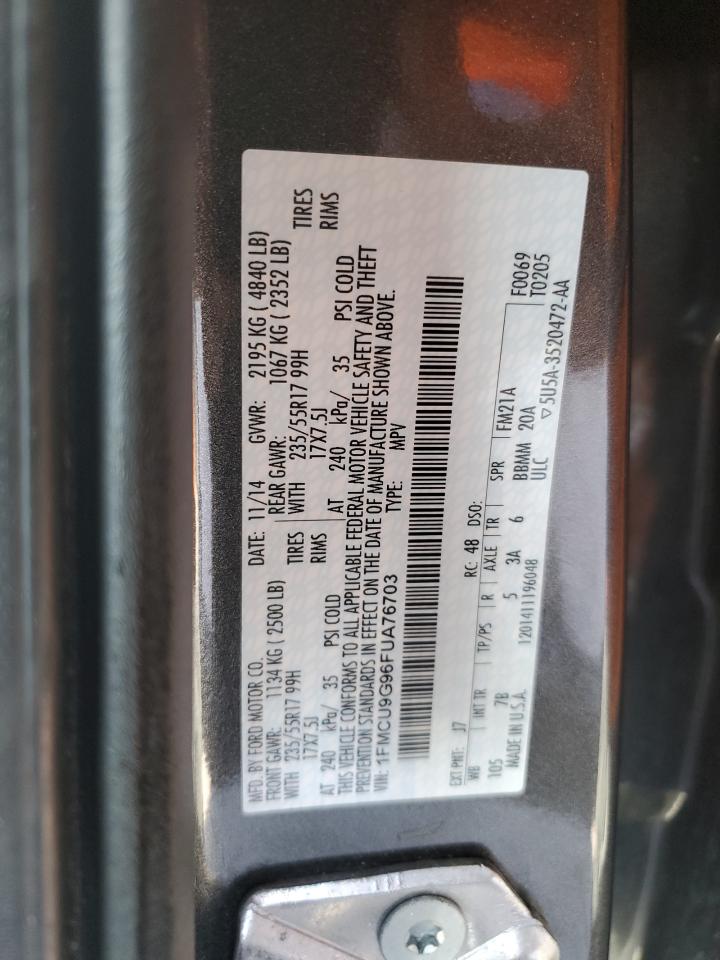 MFD. BY FORD MOTOR CO.
DATE: 11/14 GVWR: 2195 KG ( 4840 LB)
FRONT GAWR: 1134 KG ( 2500 LB) REAR GAWR: 1067 KG ( 2352 LB)
WITH 235/55R17 99H TIRES WITH 235/55R17 99H TIRES
17X7.5J RIMS 17X7.5J RIMS
AT 240 kPa/ 35 PSI COLD AT 240 kPa/ 35 PSI COLD
THIS VEHICLE CONFORMS TO ALL APPLICABLE FEDERAL MOTOR VEHICLE SAFETY AND THEFT
PREVENTION STANDARDS IN EFFECT ON THE DATE OF MANUFACTURE SHOWN ABOVE.
VIN: 1FMCU9G96FUA76703 TYPE: MPV
EXT PNT: J7 RC: 48 DSO:
WB INT TR TP/PS R AXLE TR SPR FM21A F0069
105 7B 5 3A 6 BBMM 20A T0205
MADE IN U.S.A. 1201411196048 ULC ▽5U5A-3520472-AA